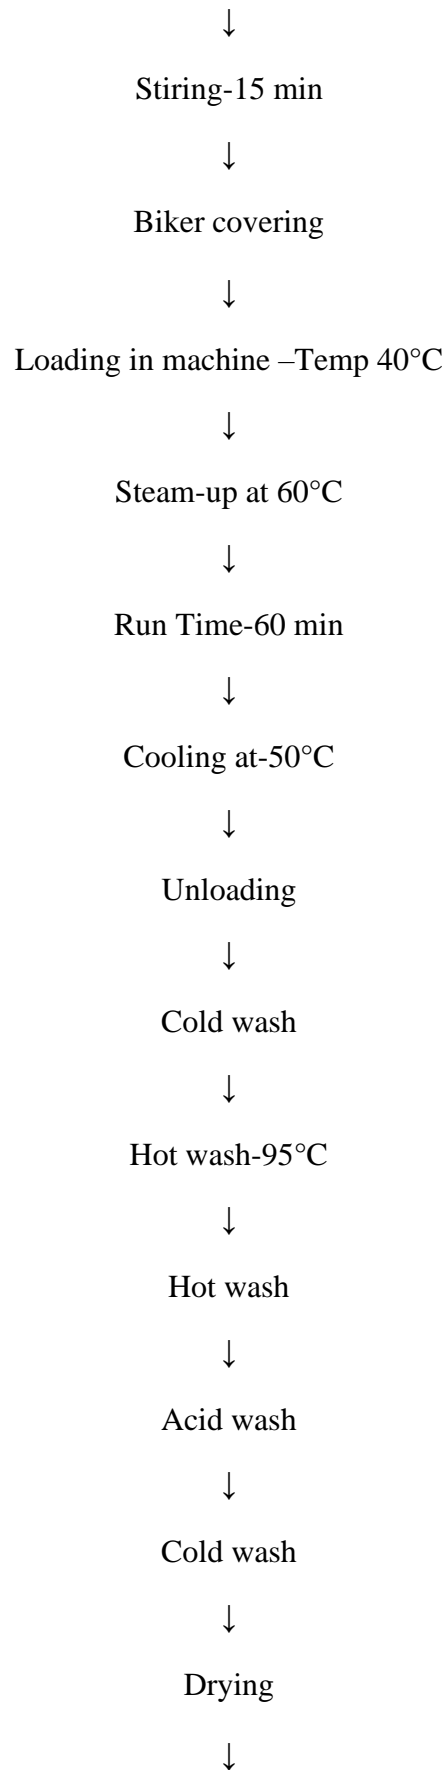 ↓
Stiring-15 min
↓
Biker covering
↓
Loading in machine –Temp 40°C
↓
Steam-up at 60°C
↓
Run Time-60 min
↓
Cooling at-50°C
↓
Unloading
↓
Cold wash
↓
Hot wash-95°C
↓
Hot wash
↓
Acid wash
↓
Cold wash
↓
Drying
↓